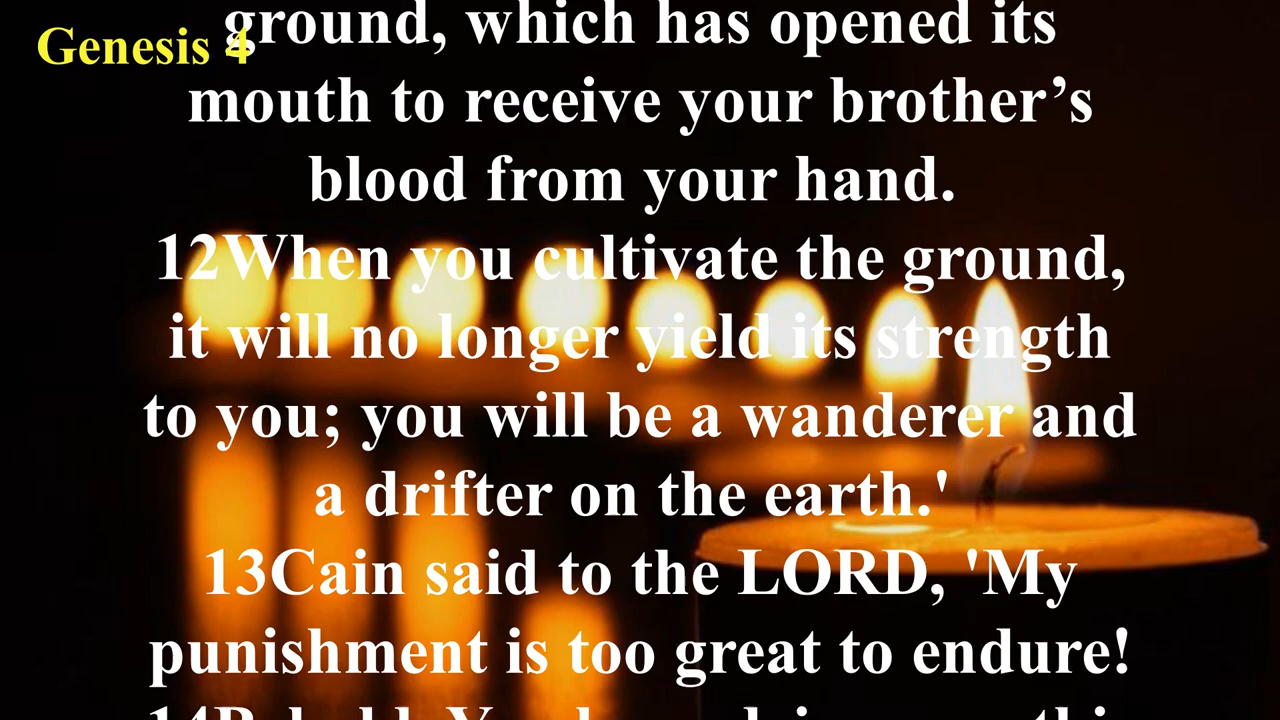 Genesis 4
ground, which has opened its
mouth to receive your brother’s
blood from your hand.
12When you cultivate the ground,
it will no longer yield its strength
to you; you will be a wanderer and
a drifter on the earth.'
13Cain said to the LORD, 'My
punishment is too great to endure!